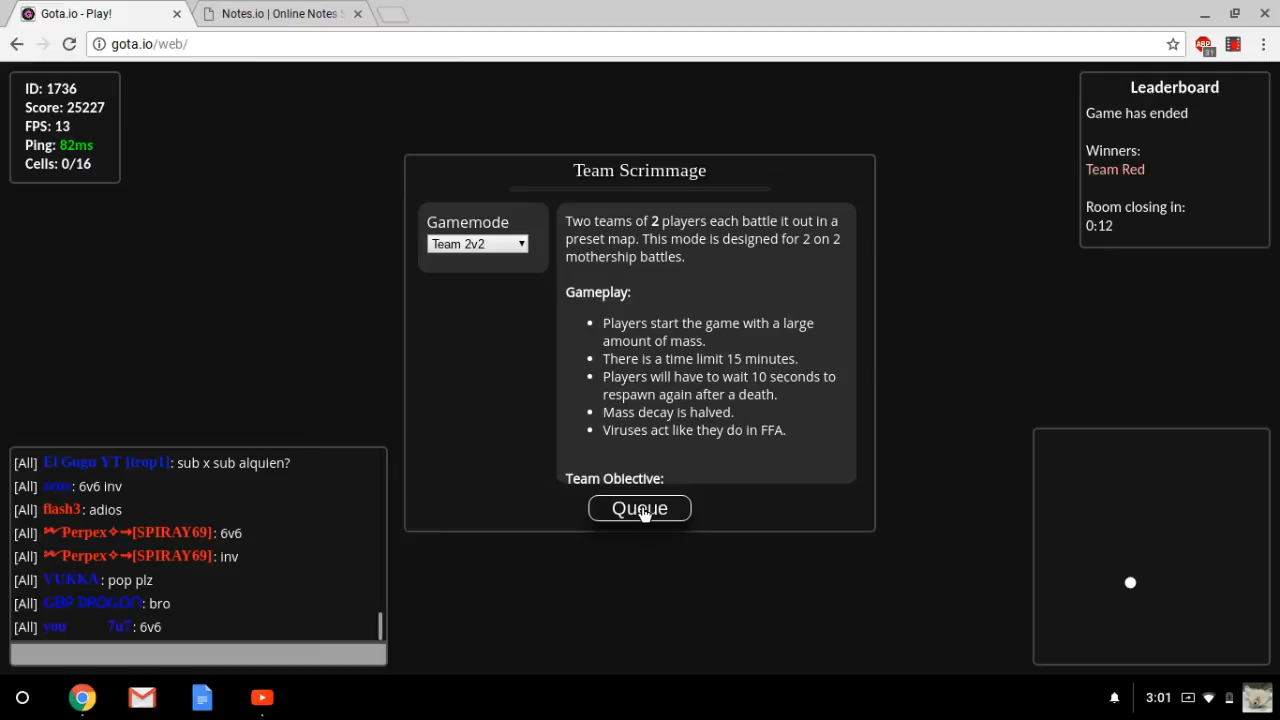 Gota.io - Play!
Notes.io | Online Notes
gota.io/web/
31
ID: 1736
Score: 25227
FPS: 13
Ping: 82ms
Cells: 0/16
Team Scrimmage
Gamemode
Team 2v2
Two teams of 2 players each battle it out in a
preset map. This mode is designed for 2 on 2
mothership battles.
Gameplay:
• Players start the game with a large
amount of mass.
• There is a time limit 15 minutes.
• Players will have to wait 10 seconds to
respawn again after a death.
• Mass decay is halved.
• Viruses act like they do in FFA.
Team Objective:
Queue
Leaderboard
Game has ended
Winners:
Team Red
Room closing in:
0:12
[All] El Gugu YT [trop1]: sub x sub alquien?
[All] : 6v6 inv
[All] flash3: adios
[All] Perpex✧➙[SPIRAY69]: 6v6
[All] Perpex✧➙[SPIRAY69]: inv
[All] VUKKA: pop plz
[All] : bro
[All] you 7u7: 6v6
3:01